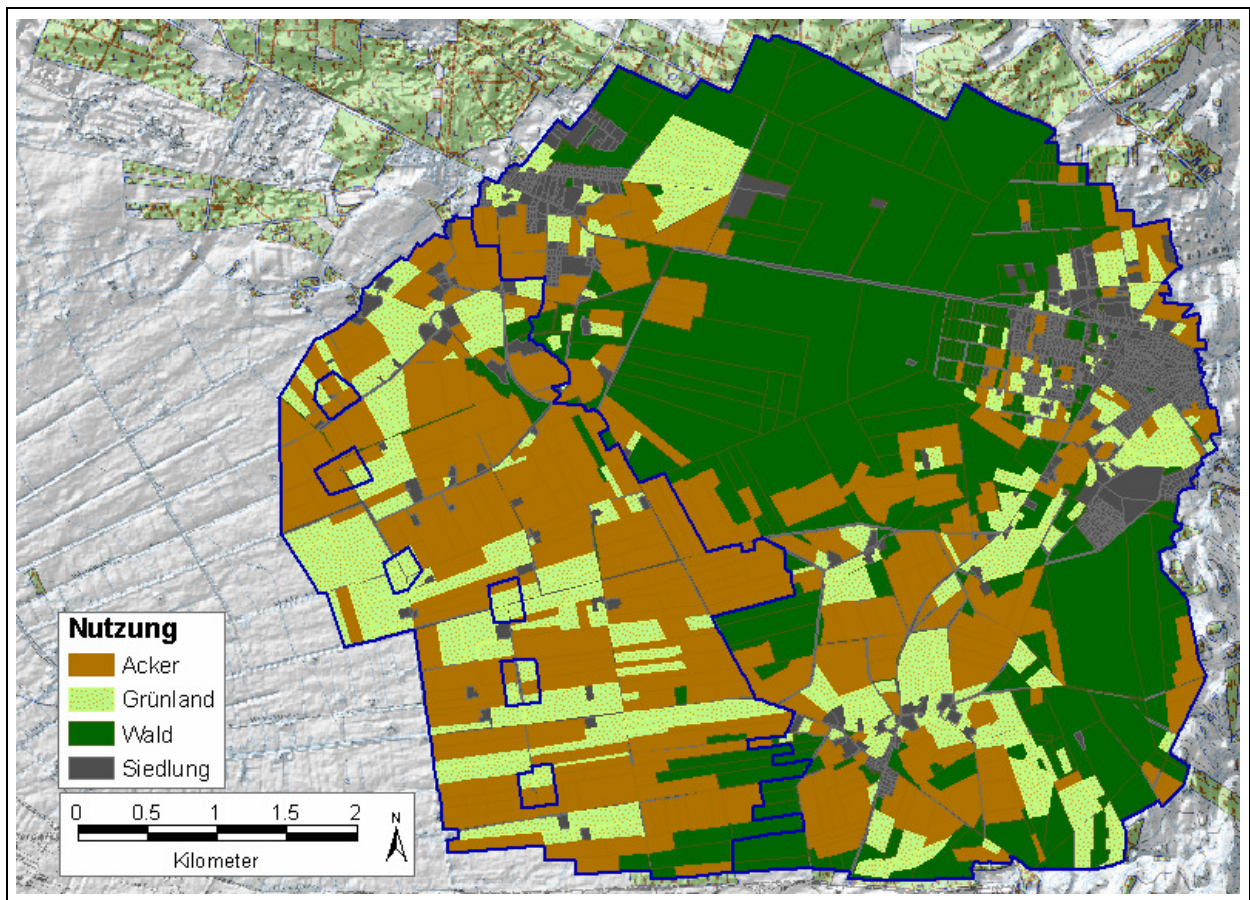 Nutzung
Acker
Grünland
Wald
Siedlung
0 0.5 1 1.5 2
Kilometer
N